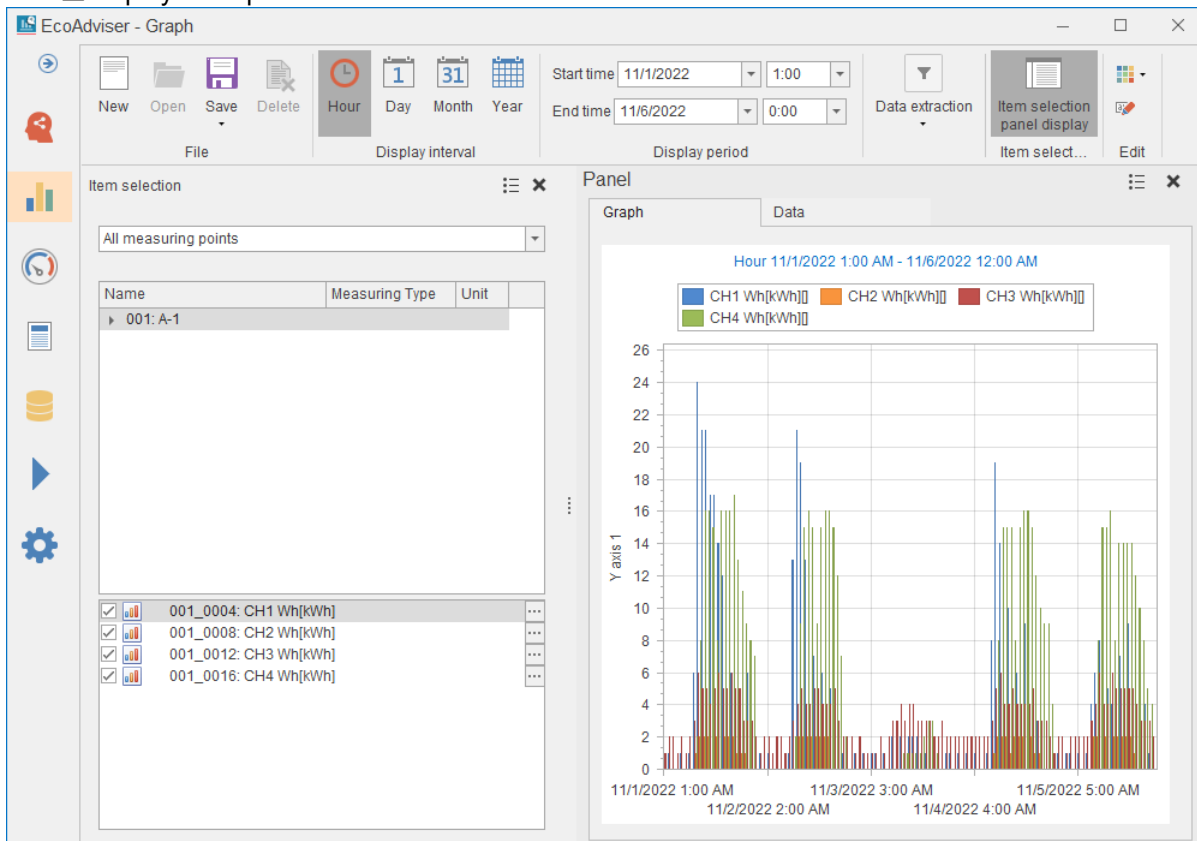 EcoAdviser - Graph
New
Open
Save
Delete
File
Hour
1
Day
31
Month
Year
Display interval
Start time 11/1/2022 1:00
End time 11/6/2022 0:00
Display period
Data extraction
Item selection
panel display
Item select...
Edit
Item selection
All measuring points
Name Measuring Type Unit
001: A-1
001_0004: CH1 Wh[kWh]
001_0008: CH2 Wh[kWh]
001_0012: CH3 Wh[kWh]
001_0016: CH4 Wh[kWh]
Panel
Graph Data
Hour 11/1/2022 1:00 AM - 11/6/2022 12:00 AM
CH1 Wh[kWh][] CH2 Wh[kWh][] CH3 Wh[kWh][]
CH4 Wh[kWh][]
Y axis 1
26
24
22
20
18
16
14
12
10
8
6
4
2
0
11/1/2022 1:00 AM 11/3/2022 3:00 AM 11/5/2022 5:00 AM
11/2/2022 2:00 AM 11/4/2022 4:00 AM